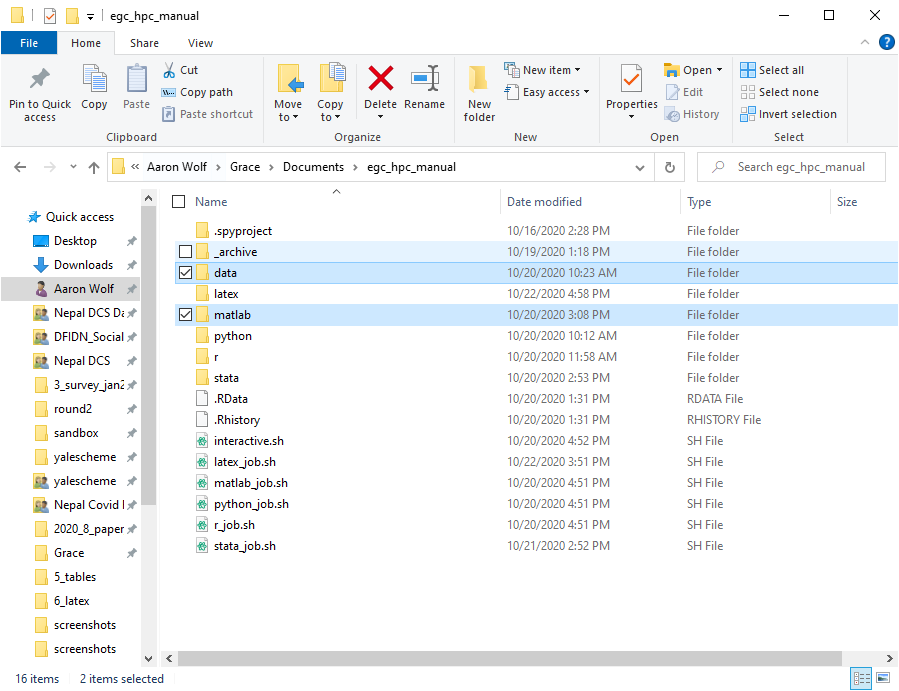 egc_hpc_manual
File Home Share View
Pin to Quick access
Copy
Paste
Cut
Copy path
Paste shortcut
Clipboard
Move to
Copy to
Delete
Rename
Organize
New folder
New item
Easy access
New
Properties
Open
Edit
History
Open
Select all
Select none
Invert selection
Select
« Aaron Wolf › Grace › Documents › egc_hpc_manual
Search egc_hpc_manual
Quick access
Desktop
Downloads
Aaron Wolf
Nepal DCS Da
DFIDN_Social
Nepal DCS
3_survey_jan2
round2
sandbox
yalescheme
yalescheme
Nepal Covid
2020_8_paper
Grace
5_tables
6_latex
screenshots
screenshots
Name Date modified Type Size
.spyproject 10/16/2020 2:28 PM File folder
_archive 10/19/2020 1:18 PM File folder
data 10/20/2020 10:23 AM File folder
latex 10/22/2020 4:58 PM File folder
matlab 10/20/2020 3:08 PM File folder
python 10/20/2020 10:12 AM File folder
r 10/20/2020 11:58 AM File folder
stata 10/20/2020 2:53 PM File folder
.RData 10/20/2020 1:31 PM RDATA File
.Rhistory 10/20/2020 1:31 PM RHISTORY File
interactive.sh 10/20/2020 4:52 PM SH File
latex_job.sh 10/22/2020 3:51 PM SH File
matlab_job.sh 10/20/2020 4:51 PM SH File
python_job.sh 10/20/2020 4:51 PM SH File
r_job.sh 10/20/2020 4:51 PM SH File
stata_job.sh 10/21/2020 2:52 PM SH File
16 items 2 items selected